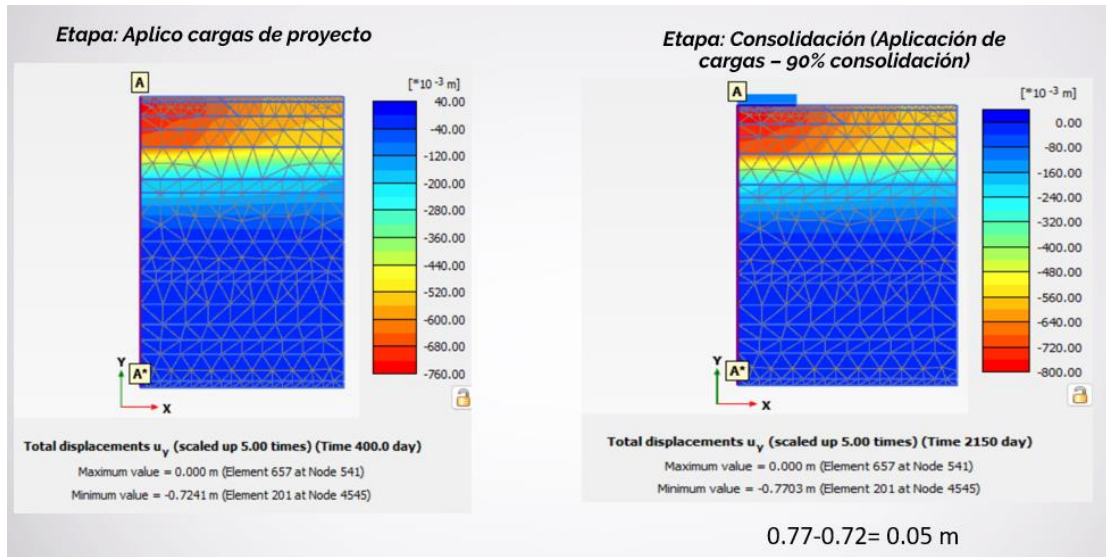 Etapa: Aplico cargas de proyecto
A
[*10 -3 m]
40.00
-40.00
-120.00
-200.00
-280.00
-360.00
-440.00
-520.00
-600.00
-680.00
-760.00
Y
A*
X
Total displacements uy (scaled up 5.00 times) (Time 400.0 day)
Maximum value = 0.000 m (Element 657 at Node 541)
Minimum value = -0.7241 m (Element 201 at Node 4545)
Etapa: Consolidación (Aplicación de
cargas – 90% consolidación)
A
[*10 -3 m]
0.00
-80.00
-160.00
-240.00
-320.00
-400.00
-480.00
-560.00
-640.00
-720.00
-800.00
Y
A*
X
Total displacements uy (scaled up 5.00 times) (Time 2150 day)
Maximum value = 0.000 m (Element 657 at Node 541)
Minimum value = -0.7703 m (Element 201 at Node 4545)
0.77-0.72= 0.05 m